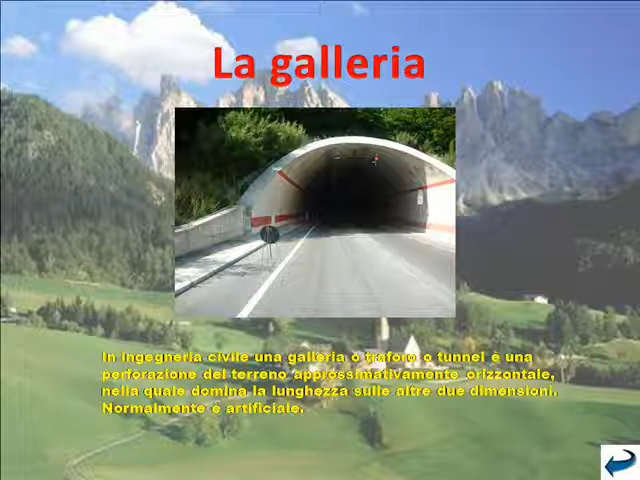 La galleria
In ingegneria civile una galleria o traforo o tunnel è una
perforazione del terreno approssimativamente orizzontale,
nella quale domina la lunghezza sulle altre due dimensioni.
Normalmente é artificiale.